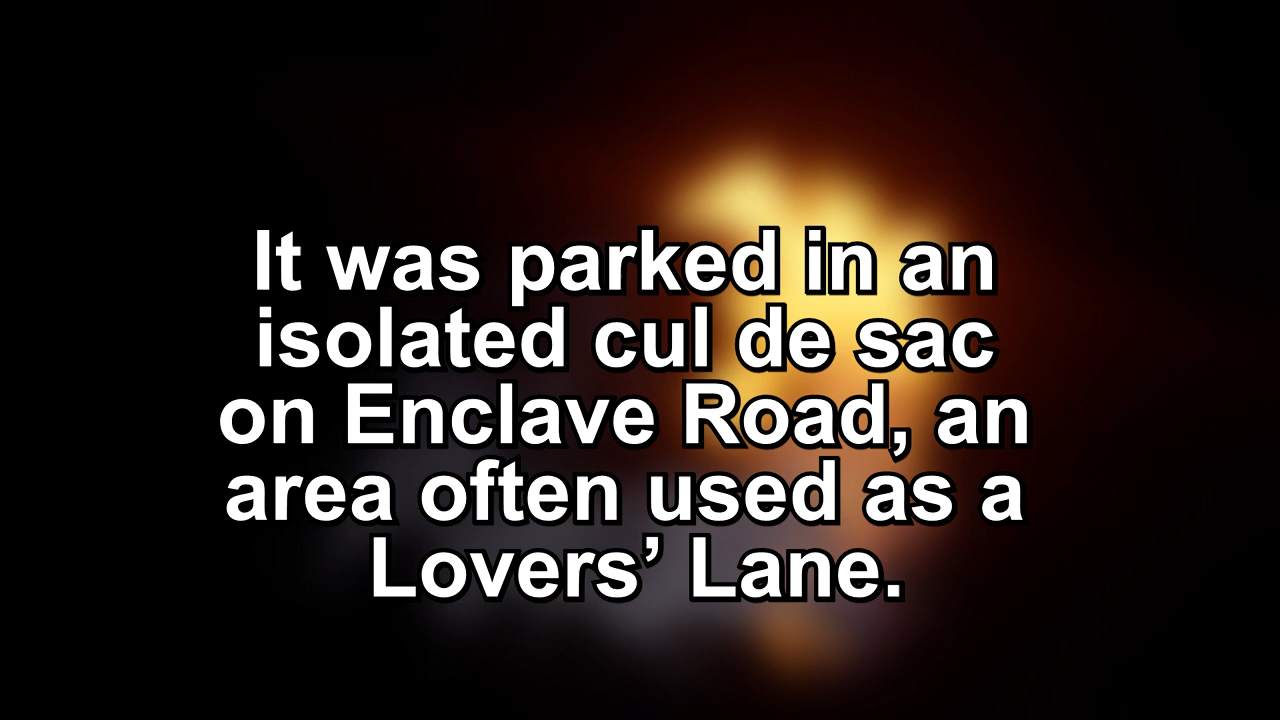 It was parked in an
isolated cul de sac
on Enclave Road, an
area often used as a
Lovers’ Lane.